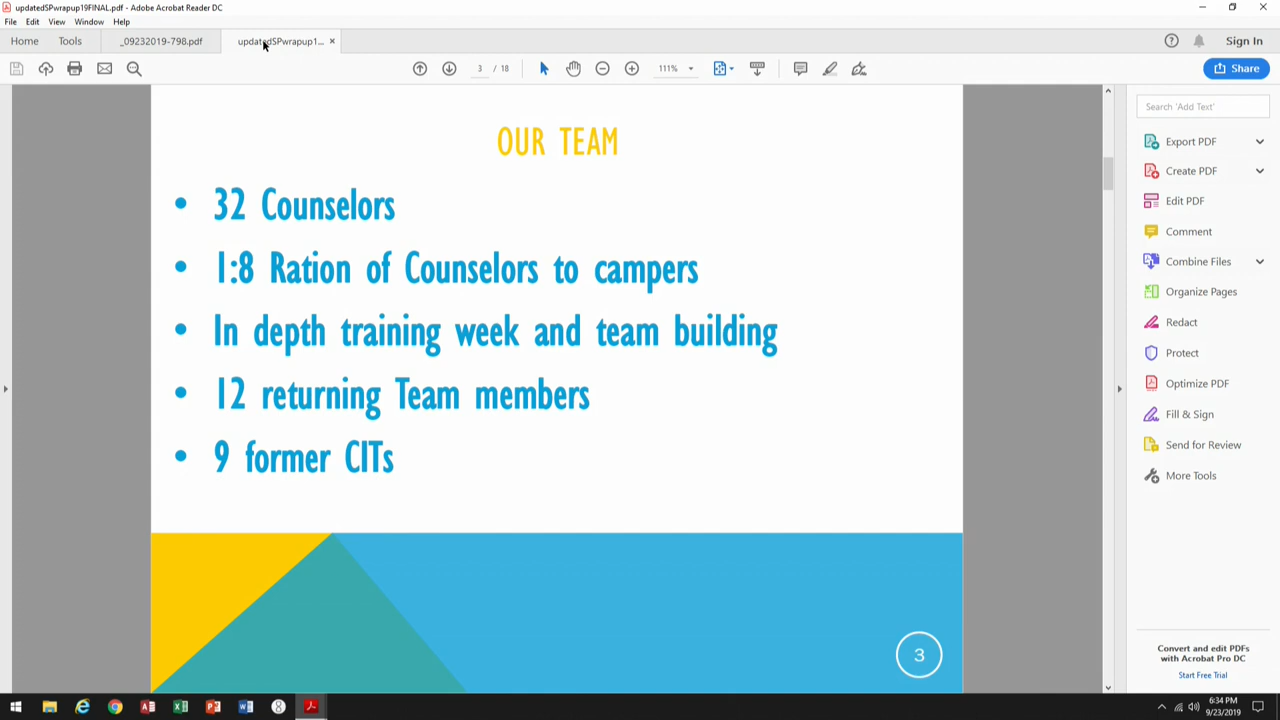 updatedSPwrapup19FINAL.pdf - Adobe Acrobat Reader DC
File Edit View Window Help
Home Tools _09232019-798.pdf updatedSPwrapup1... × Sign In
3 / 18 111% Share
OUR TEAM
• 32 Counselors
• 1:8 Ration of Counselors to campers
• In depth training week and team building
• 12 returning Team members
• 9 former CITs
3
Search 'Add Text'
Export PDF
Create PDF
Edit PDF
Comment
Combine Files
Organize Pages
Redact
Protect
Optimize PDF
Fill & Sign
Send for Review
More Tools
Convert and edit PDFs
with Acrobat Pro DC
Start Free Trial
6:34 PM
9/23/2019